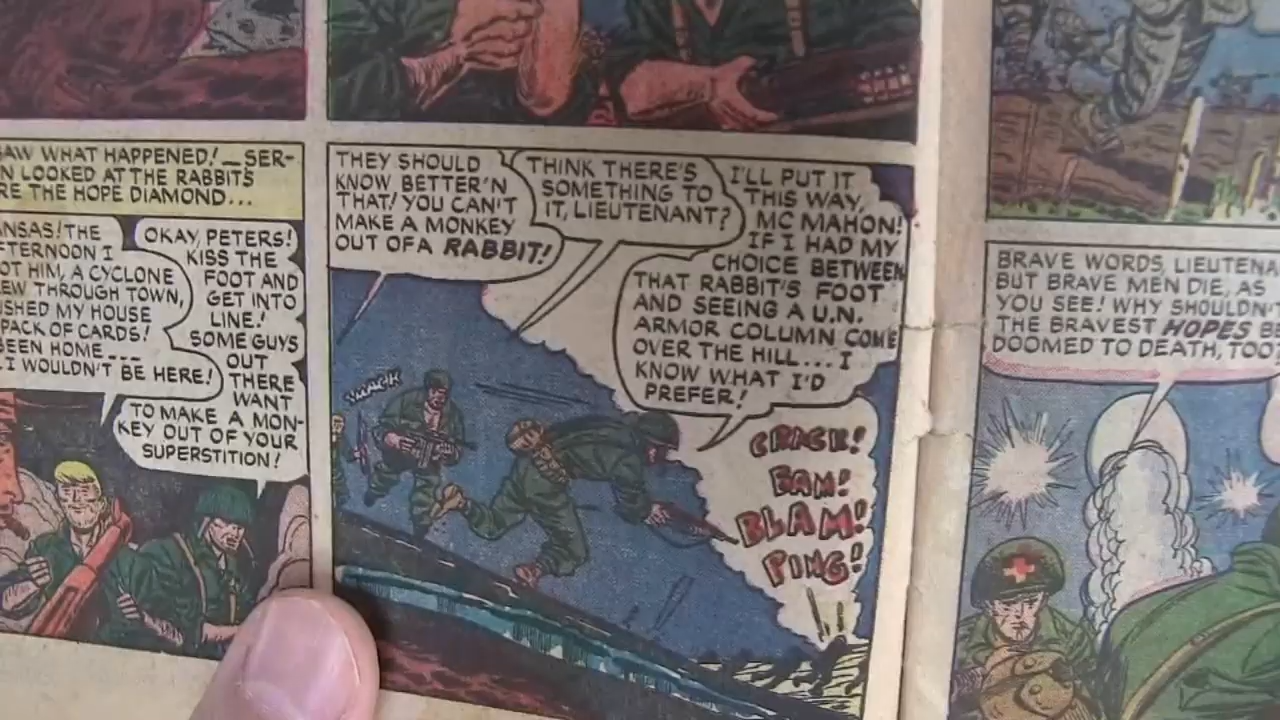 AW WHAT HAPPENED! — SER-
N LOOKED AT THE RABBIT'S
RE THE HOPE DIAMOND...
ANSAS! THE
FTERNOON I
OT HIM, A CYCLONE
EW THROUGH TOWN,
SHED MY HOUSE
PACK OF CARDS!
BEEN HOME...
I WOULDN'T BE HERE!
OKAY, PETERS!
KISS THE
FOOT AND
GET INTO
LINE!
SOME GUYS
OUT
THERE
WANT
TO MAKE A MON-
KEY OUT OF YOUR
SUPERSTITION!
THEY SHOULD
KNOW BETTER'N
THAT! YOU CAN'T
MAKE A MONKEY
OUT OF A RABBIT!
THINK THERE'S
SOMETHING TO
IT, LIEUTENANT?
I'LL PUT IT
THIS WAY,
MC MAHON!
IF I HAD MY
CHOICE BETWEEN
THAT RABBIT'S FOOT
AND SEEING A U.N.
ARMOR COLUMN COME
OVER THE HILL... I
KNOW WHAT I'D
PREFER!
SMACK
CRACK!
BAM!
BLAM!
PING!
BRAVE WORDS, LIEUTENA
BUT BRAVE MEN DIE, AS
YOU SEE! WHY SHOULDN'
THE BRAVEST HOPES BE
DOOMED TO DEATH, TOO